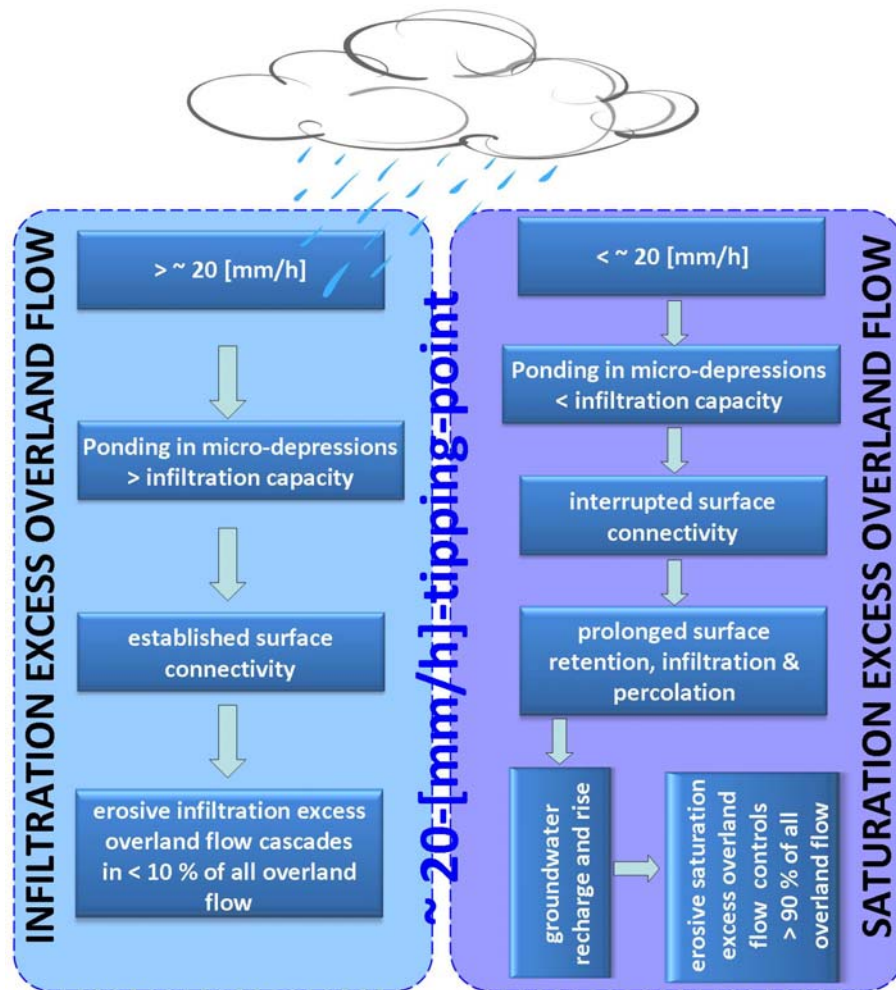 INFILTRATION EXCESS OVERLAND FLOW
> ~ 20 [mm/h]
Ponding in micro-depressions
> infiltration capacity
established surface
connectivity
erosive infiltration excess
overland flow cascades
in < 10 % of all overland
flow
~ 20-[mm/h]-tipping-point
< ~ 20 [mm/h]
Ponding in micro-depressions
< infiltration capacity
interrupted surface
connectivity
prolonged surface
retention, infiltration &
percolation
groundwater
recharge and rise
erosive saturation
excess overland
flow controls
> 90 % of all
overland flow
SATURATION EXCESS OVERLAND FLOW